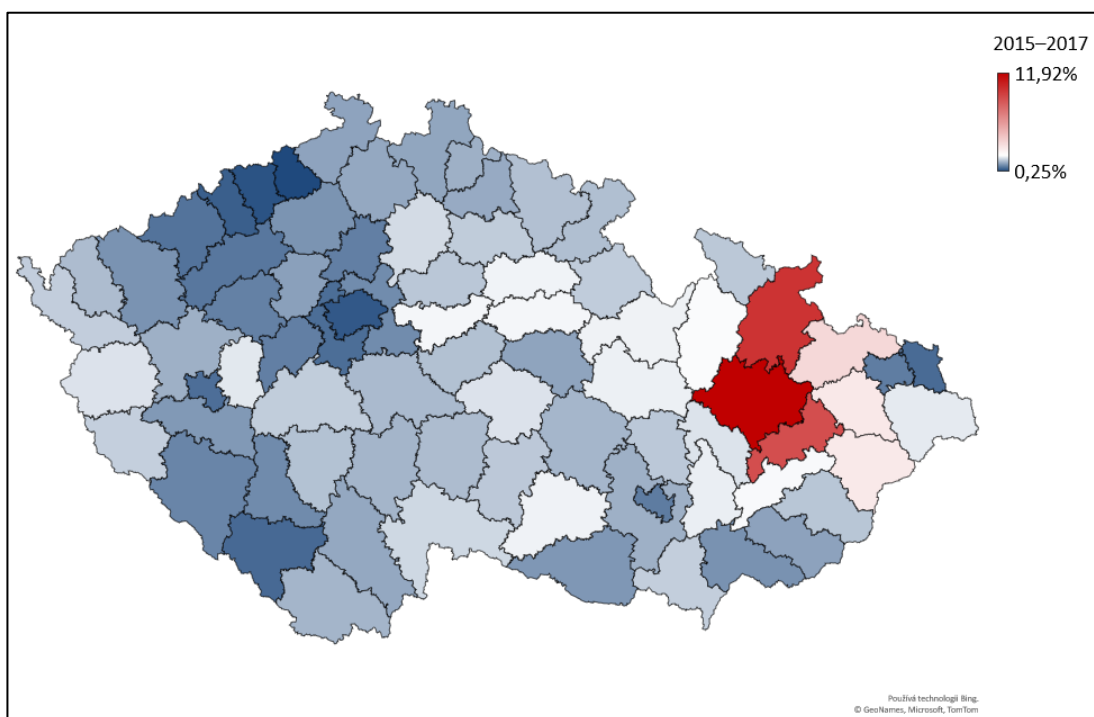 2015–2017
11,92%
0,25%
Používá technologii Bing.
© GeoNames, Microsoft, TomTom